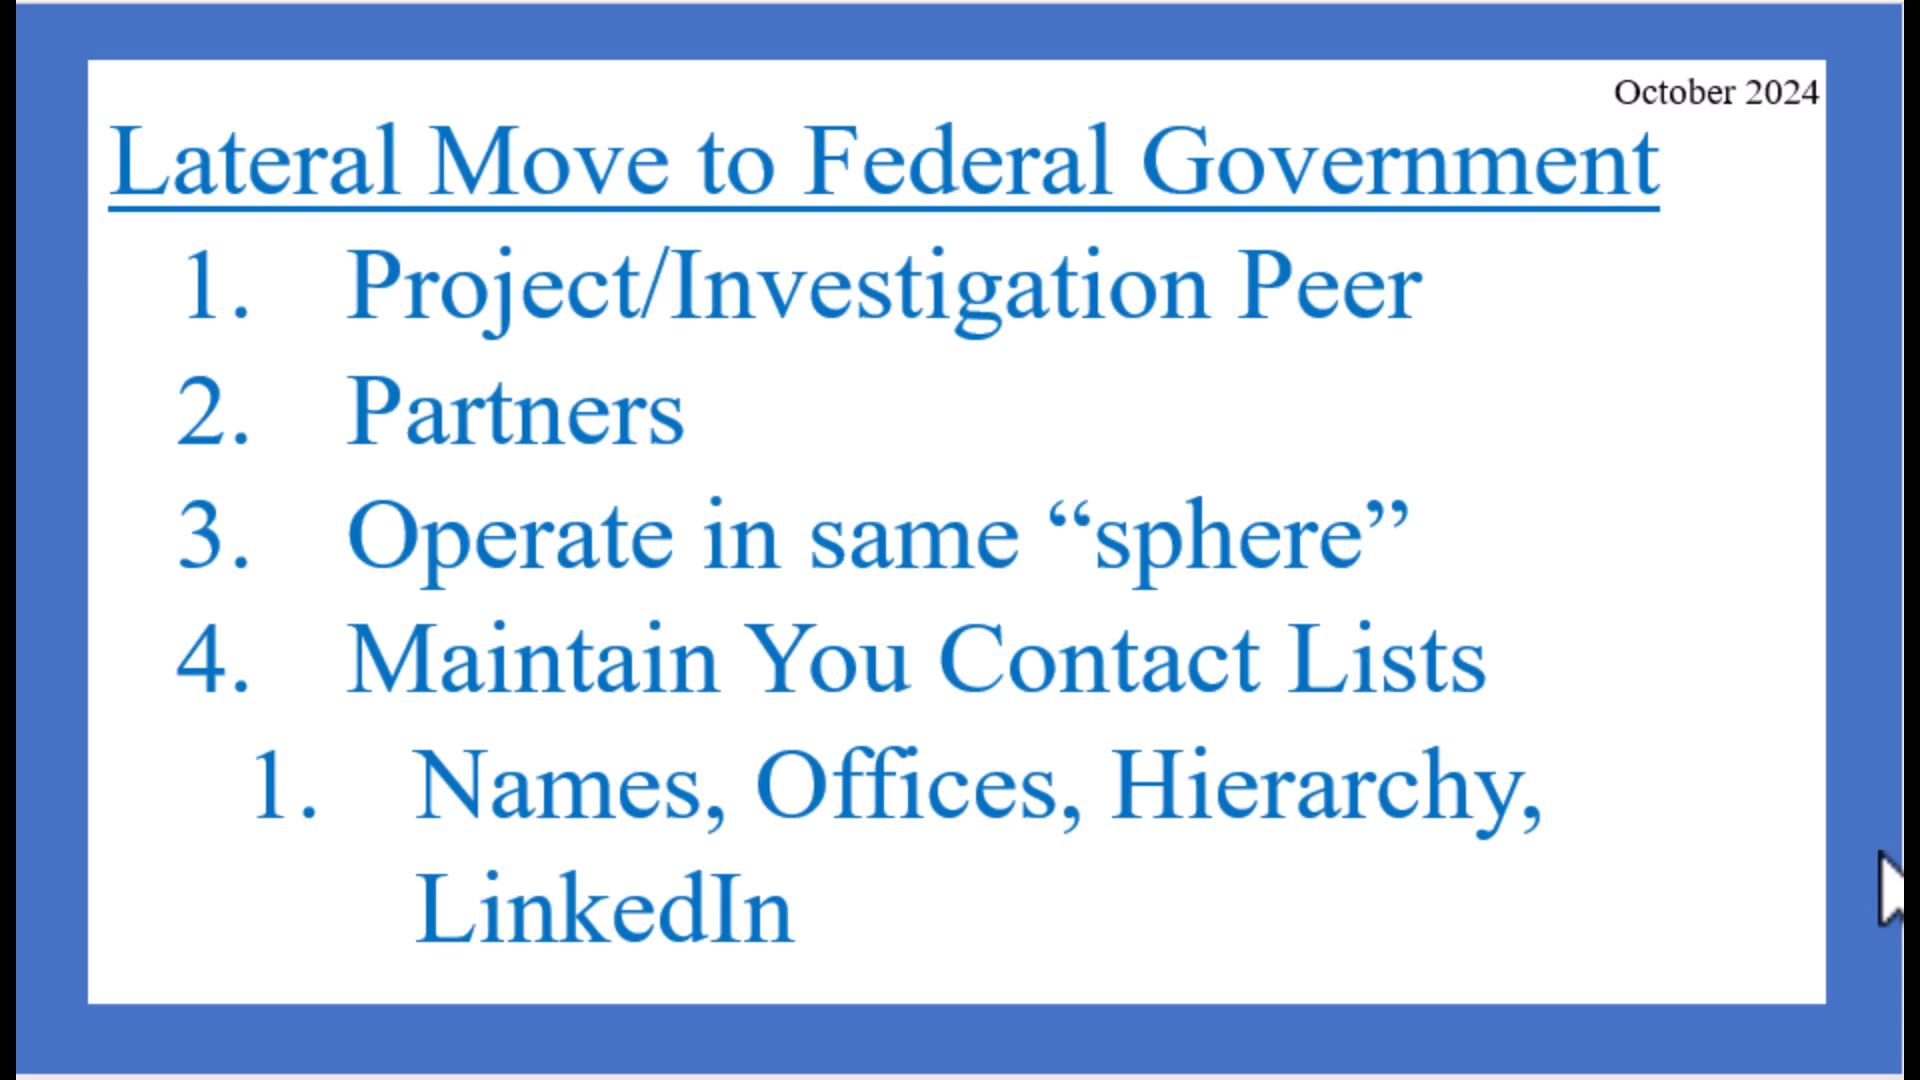 October 2024
Lateral Move to Federal Government
1. Project/Investigation Peer
2. Partners
3. Operate in same “sphere”
4. Maintain You Contact Lists
1. Names, Offices, Hierarchy,
LinkedIn